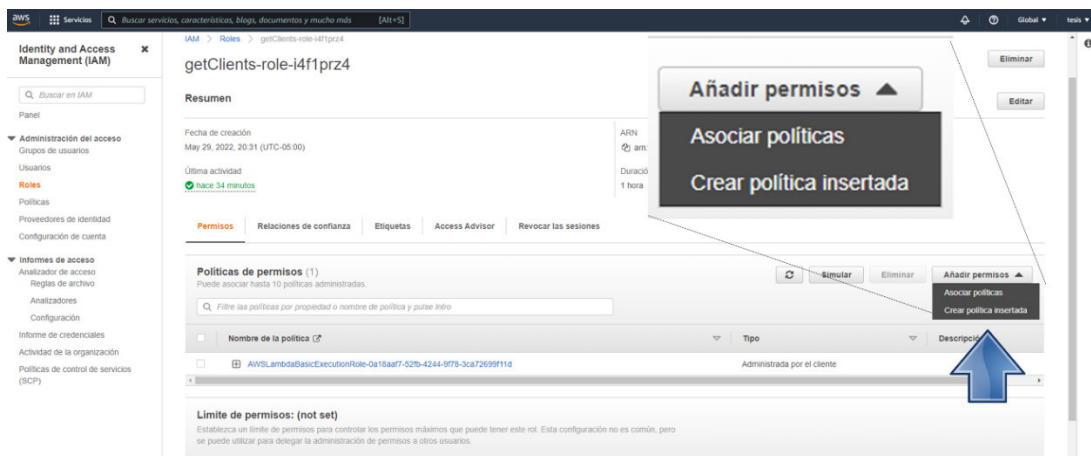 aws
Servicios
Buscar servicios, características, blogs, documentos y mucho más
[Alt+S]
Global
tesis
Identity and Access Management (IAM)
Buscar en IAM
Panel
Administración del acceso
Grupos de usuarios
Usuarios
Roles
Políticas
Proveedores de identidad
Configuración de cuenta
Informes de acceso
Analizador de acceso
Reglas de archivo
Analizadores
Configuración
Informe de credenciales
Actividad de la organización
Políticas de control de servicios
(SCP)
IAM > Roles > getClients-role-i4f1prz4
getClients-role-i4f1prz4
Eliminar
Resumen
Editar
Fecha de creación
May 29, 2022, 20:31 (UTC-05:00)
ARN
Última actividad
hace 34 minutos
1 hora
Añadir permisos
Asociar políticas
Crear política insertada
Permisos
Relaciones de confianza
Etiquetas
Access Advisor
Revocar las sesiones
Políticas de permisos (1)
Puede asociar hasta 10 políticas administradas.
Simular
Eliminar
Añadir permisos
Asociar políticas
Crear política insertada
Filtre las políticas por propiedad o nombre de política y pulse Intro
Nombre de la política
Tipo
AWSLambdaBasicExecutionRole-0a18aaf7-52fb-4244-9f78-3ca72699f11d
Administrada por el cliente
Límite de permisos: (not set)
Establezca un límite de permisos para controlar los permisos máximos que puede tener este rol. Esta configuración no es común, pero
se puede utilizar para delegar la administración de permisos a otros usuarios.